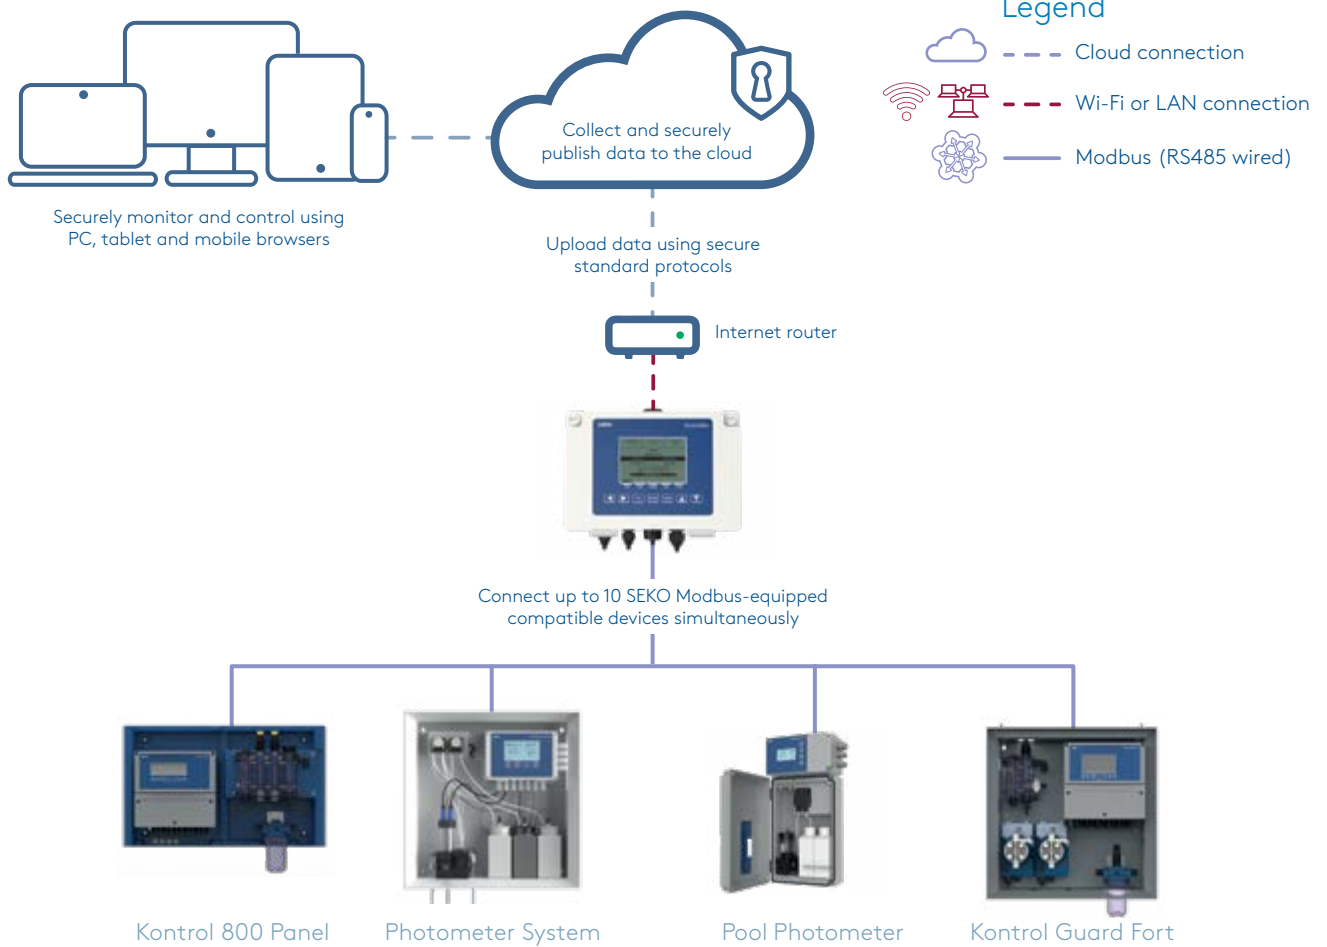 Legend
Cloud connection
Wi-Fi or LAN connection
Modbus (RS485 wired)
Collect and securely
publish data to the cloud
Securely monitor and control using
PC, tablet and mobile browsers
Upload data using secure
standard protocols
Internet router
Connect up to 10 SEKO Modbus-equipped
compatible devices simultaneously
Kontrol 800 Panel
Photometer System
Pool Photometer
Kontrol Guard Fort